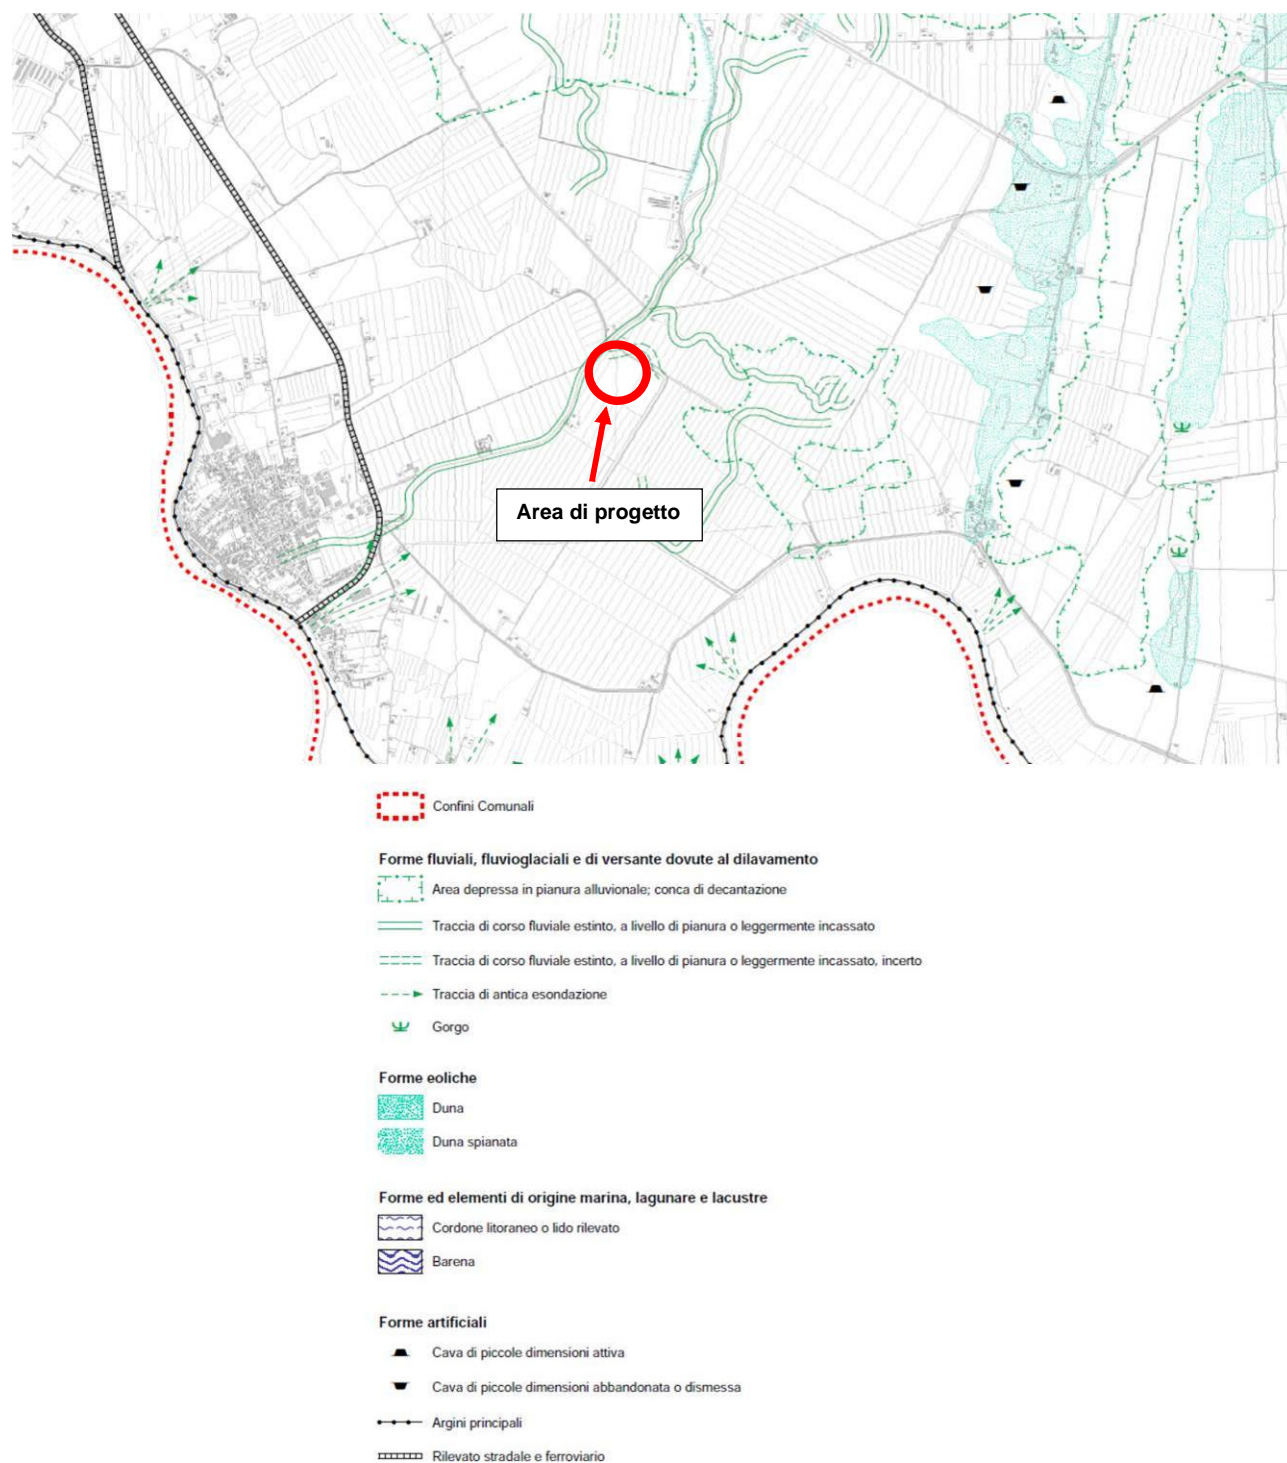 Area di progetto
Confini Comunali
Forme fluviali, fluvioglaciali e di versante dovute al dilavamento
Area depressa in pianura alluvionale; conca di decantazione
Traccia di corso fluviale estinto, a livello di pianura o leggermente incassato
Traccia di corso fluviale estinto, a livello di pianura o leggermente incassato, incerto
Traccia di antica esondazione
Gorgo
Forme eoliche
Duna
Duna spianata
Forme ed elementi di origine marina, lagunare e lacustre
Cordone litoraneo o lido rilevato
Barena
Forme artificiali
Cava di piccole dimensioni attiva
Cava di piccole dimensioni abbandonata o dismessa
Argini principali
Rilevato stradale e ferroviario